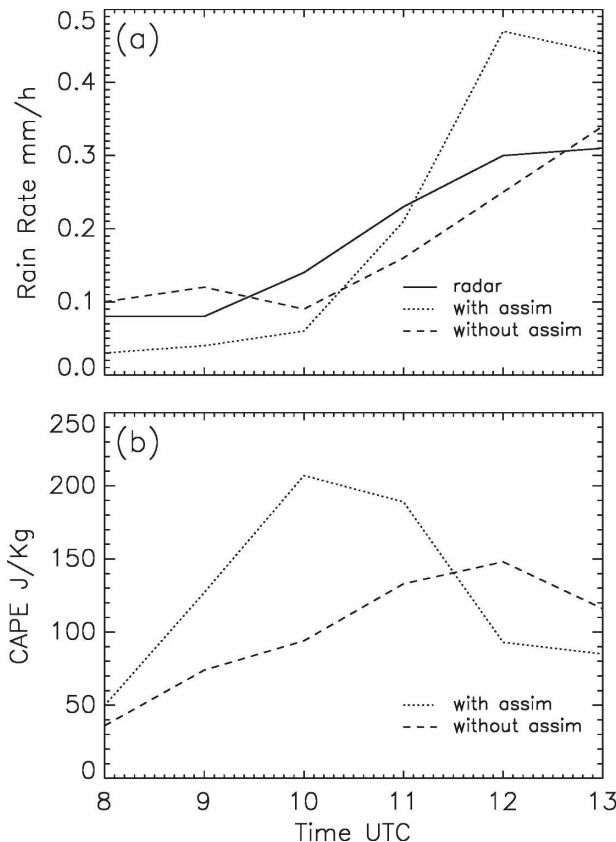 (a)
0.5
0.4
0.3
0.2
0.1
0.0
Rain Rate mm/h
radar
with assim
without assim
(b)
250
200
150
100
50
0
CAPE J/Kg
with assim
without assim
8 9 10 11 12 13
Time UTC